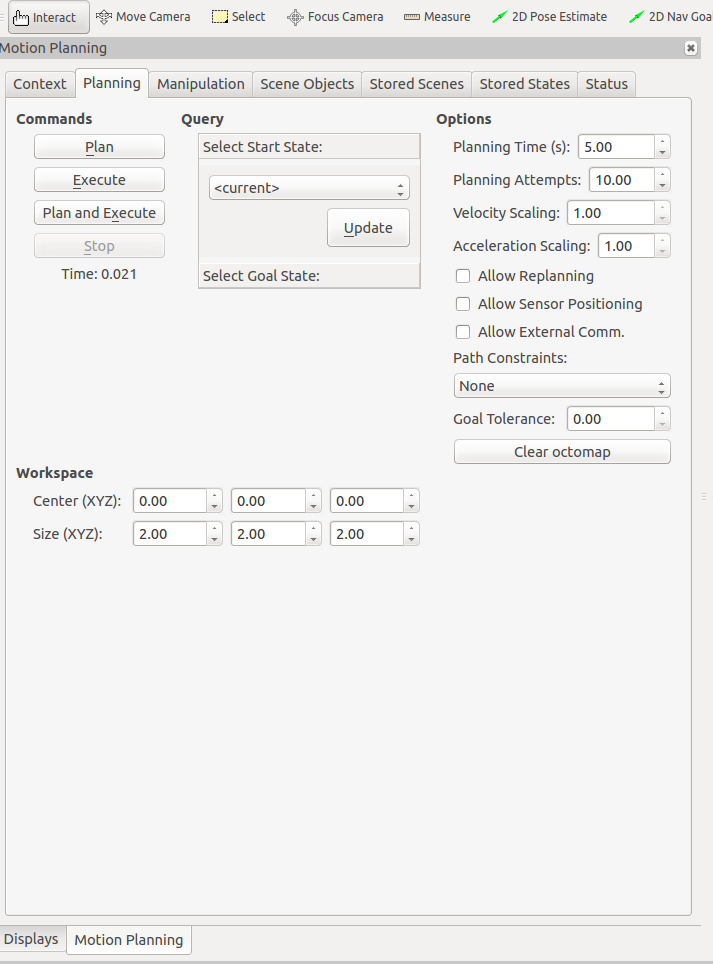 Interact Move Camera Select Focus Camera Measure 2D Pose Estimate 2D Nav Goa
Motion Planning
Context Planning Manipulation Scene Objects Stored Scenes Stored States Status
Commands
Plan
Execute
Plan and Execute
Stop
Time: 0.021
Query
Select Start State:
<current>
Update
Select Goal State:
Options
Planning Time (s): 5.00
Planning Attempts: 10.00
Velocity Scaling: 1.00
Acceleration Scaling: 1.00
Allow Replanning
Allow Sensor Positioning
Allow External Comm.
Path Constraints:
None
Goal Tolerance: 0.00
Clear octomap
Workspace
Center (XYZ): 0.00 0.00 0.00
Size (XYZ): 2.00 2.00 2.00
Displays Motion Planning